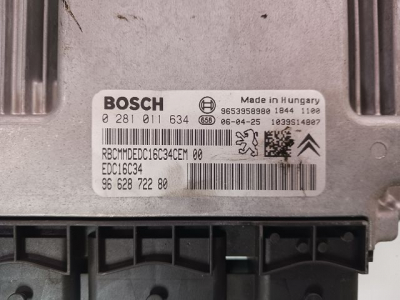 BOSCH
Made in Hungary
9653958980 1844 1100
0 281 011 634
658 06-04-25 1039S14807
RBCMMDEDC16C34CEM 00
EDC16C34
96 628 722 80